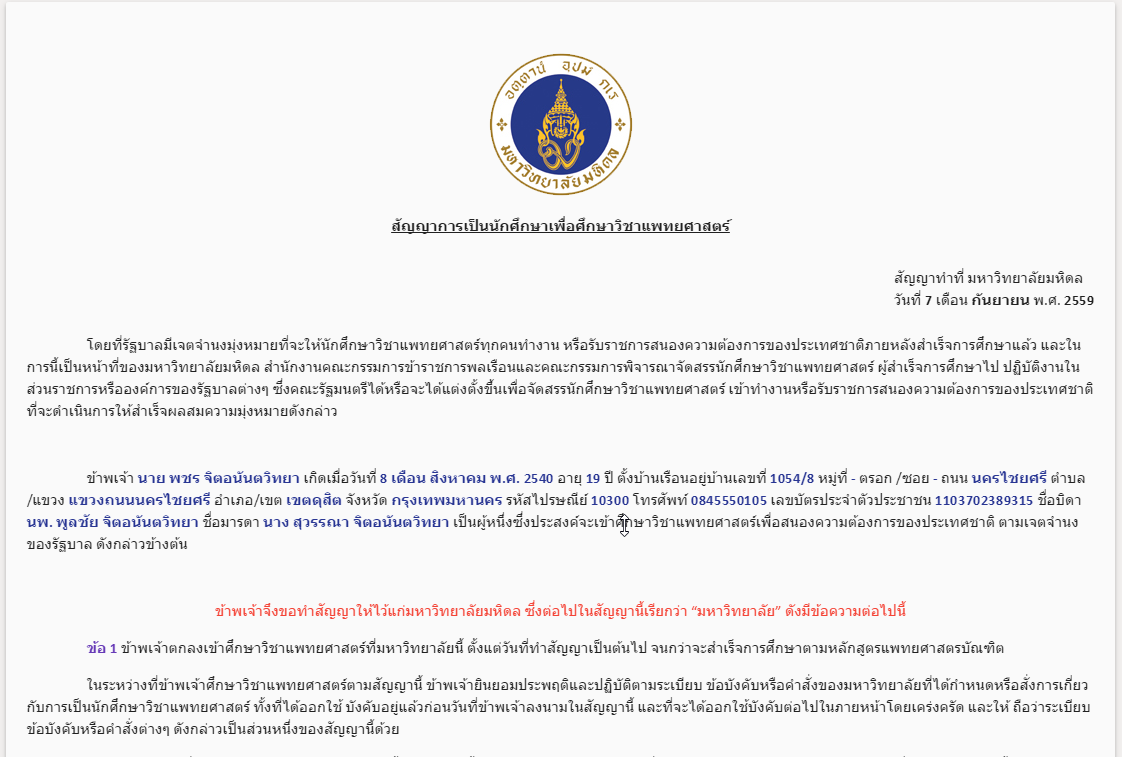 อตฺตานํ อุปมํ กเร
มหาวิทยาลัยมหิดล
สัญญาการเป็นนักศึกษาเพื่อศึกษาวิชาแพทยศาสตร์
สัญญาทำที่ มหาวิทยาลัยมหิดล
วันที่ 7 เดือน กันยายน พ.ศ. 2559
โดยที่รัฐบาลมีเจตจำนงมุ่งหมายที่จะให้นักศึกษาวิชาแพทยศาสตร์ทุกคนทำงาน หรือรับราชการสนองความต้องการของประเทศชาติภายหลังสำเร็จการศึกษาแล้ว และใน
การนี้เป็นหน้าที่ของมหาวิทยาลัยมหิดล สำนักงานคณะกรรมการข้าราชการพลเรือนและคณะกรรมการพิจารณาจัดสรรนักศึกษาวิชาแพทยศาสตร์ ผู้สำเร็จการศึกษาไป ปฏิบัติงานใน
ส่วนราชการหรือองค์การของรัฐบาลต่างๆ ซึ่งคณะรัฐมนตรีได้หรือจะได้แต่งตั้งขึ้นเพื่อจัดสรรนักศึกษาวิชาแพทยศาสตร์ เข้าทำงานหรือรับราชการสนองความต้องการของประเทศชาติ
ที่จะดำเนินการให้สำเร็จผลสมความมุ่งหมายดังกล่าว
ข้าพเจ้า นาย พชร จิตอนันตวิทยา เกิดเมื่อวันที่ 8 เดือน สิงหาคม พ.ศ. 2540 อายุ 19 ปี ตั้งบ้านเรือนอยู่บ้านเลขที่ 1054/8 หมู่ที่ - ตรอก /ซอย - ถนน นครไชยศรี ตำบล
/แขวง แขวงถนนนครไชยศรี อำเภอ/เขต เขตดุสิต จังหวัด กรุงเทพมหานคร รหัสไปรษณีย์ 10300 โทรศัพท์ 0845550105 เลขบัตรประจำตัวประชาชน 1103702389315 ชื่อบิดา
นพ. พูลชัย จิตอนันตวิทยา ชื่อมารดา นาง สุวรรณา จิตอนันตวิทยา เป็นผู้หนึ่งซึ่งประสงค์จะเข้าศึกษาวิชาแพทยศาสตร์เพื่อสนองความต้องการของประเทศชาติ ตามเจตจำนง
ของรัฐบาล ดังกล่าวข้างต้น
ข้าพเจ้าจึงขอทำสัญญาให้ไว้แก่มหาวิทยาลัยมหิดล ซึ่งต่อไปในสัญญานี้เรียกว่า “มหาวิทยาลัย” ดังมีข้อความต่อไปนี้
ข้อ 1 ข้าพเจ้าตกลงเข้าศึกษาวิชาแพทยศาสตร์ที่มหาวิทยาลัยนี้ ตั้งแต่วันที่ทำสัญญาเป็นต้นไป จนกว่าจะสำเร็จการศึกษาตามหลักสูตรแพทยศาสตรบัณฑิต
ในระหว่างที่ข้าพเจ้าศึกษาวิชาแพทยศาสตร์ตามสัญญานี้ ข้าพเจ้ายินยอมประพฤติและปฏิบัติตามระเบียบ ข้อบังคับหรือคำสั่งของมหาวิทยาลัยที่ได้กำหนดหรือสั่งการเกี่ยว
กับการเป็นนักศึกษาวิชาแพทยศาสตร์ ทั้งที่ได้ออกใช้ บังคับอยู่แล้วก่อนวันที่ข้าพเจ้าลงนามในสัญญานี้ และที่จะได้ออกใช้บังคับต่อไปในภายหน้าโดยเคร่งครัด และให้ ถือว่าระเบียบ
ข้อบังคับหรือคำสั่งต่างๆ ดังกล่าวเป็นส่วนหนึ่งของสัญญานี้ด้วย